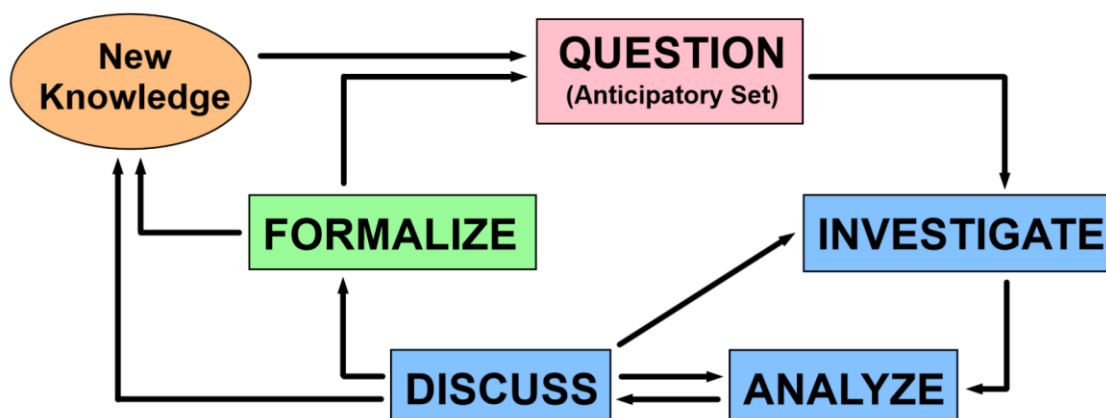 New
Knowledge
QUESTION
(Anticipatory Set)
FORMALIZE
INVESTIGATE
DISCUSS
ANALYZE